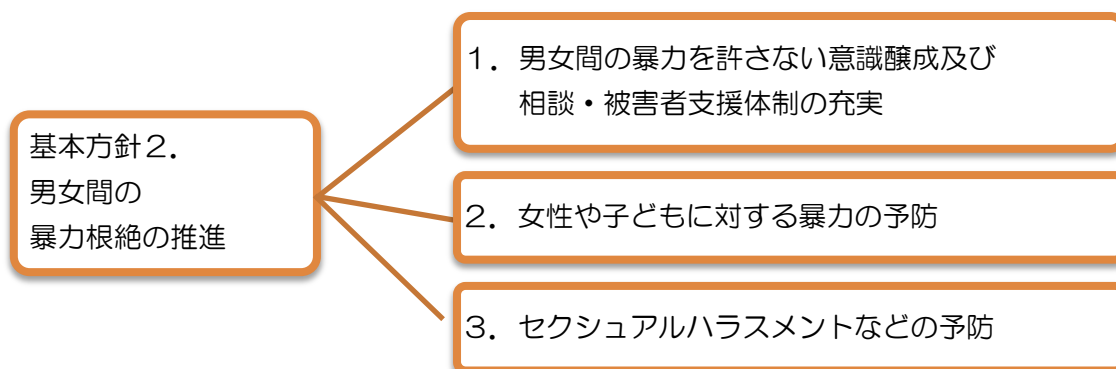 基本方針２．
男女間の
暴力根絶の推進
１．男女間の暴力を許さない意識醸成及び
相談・被害者支援体制の充実
２．女性や子どもに対する暴力の予防
３．セクシュアルハラスメントなどの予防